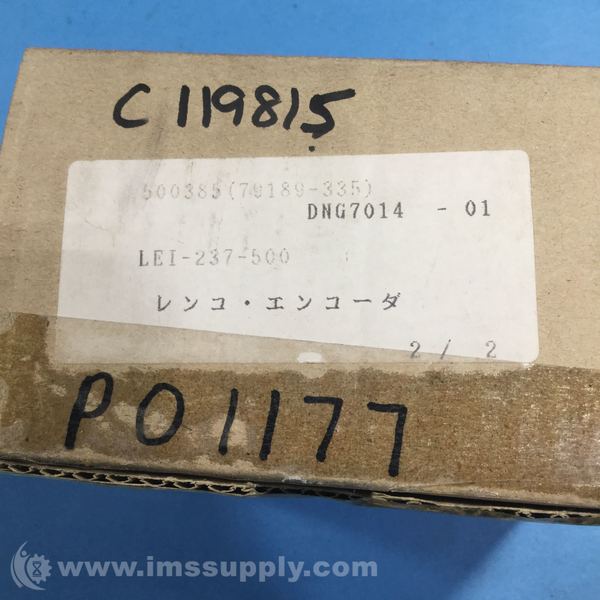 C119815
500385(79189-335)
DNG7014 - 01
LEI-237-500
レンコ・エンコーダ
2 / 2
PO1177
www.imssupply.com